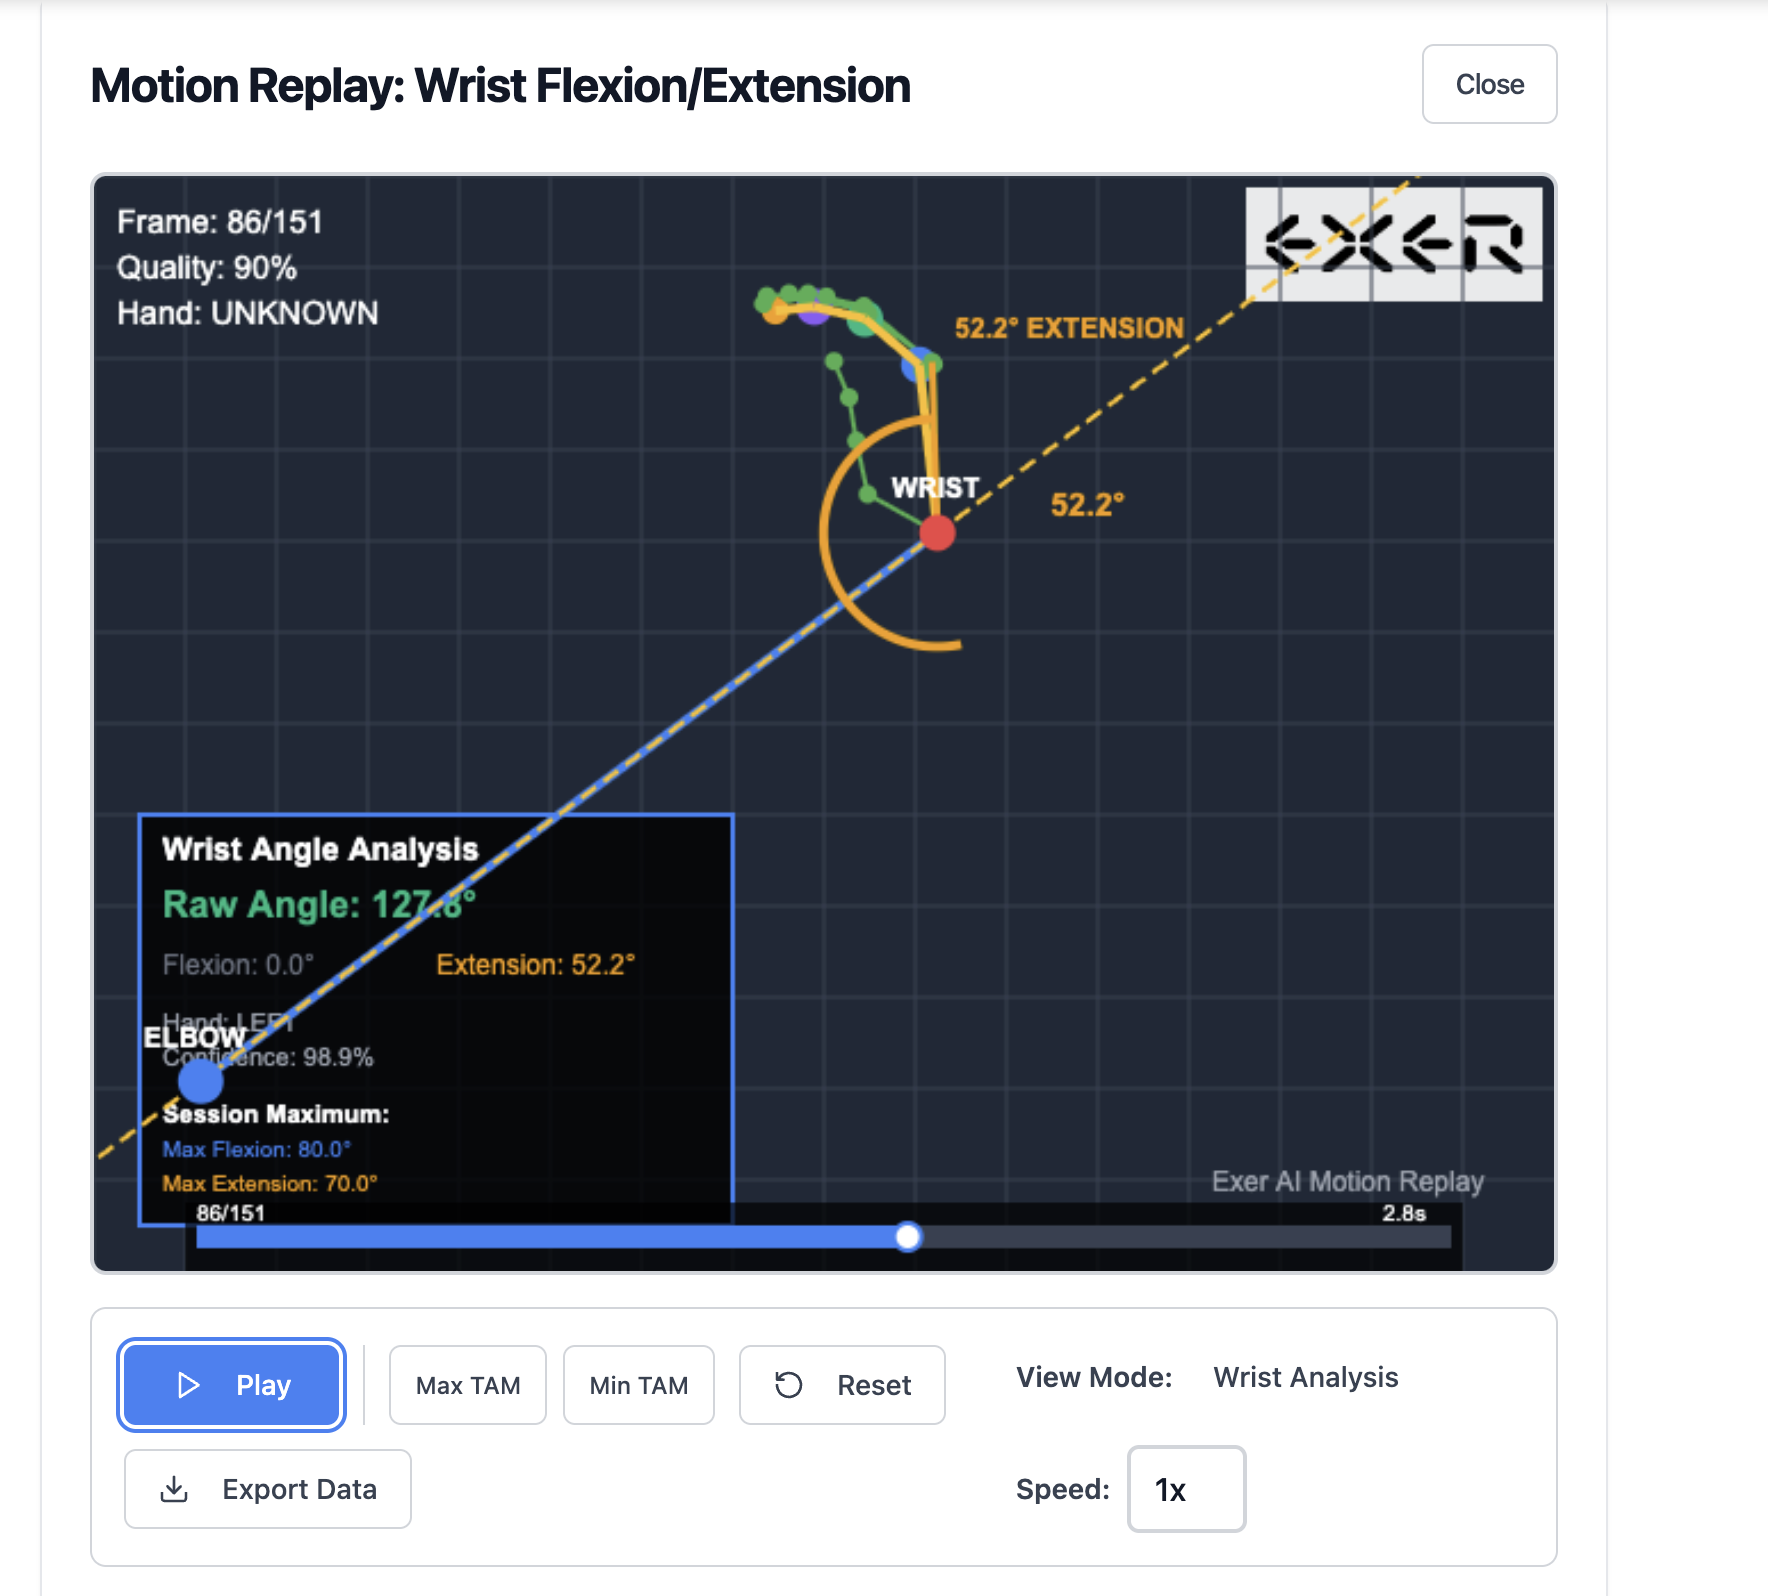 Motion Replay: Wrist Flexion/Extension
Close
Frame: 86/151
Quality: 90%
Hand: UNKNOWN
EXER
52.2° EXTENSION
WRIST
52.2°
Wrist Angle Analysis
Raw Angle: 127.8°
Flexion: 0.0°
Extension: 52.2°
Hand: LEFT
ELBOW
Confidence: 98.9%
Session Maximum:
Max Flexion: 80.0°
Max Extension: 70.0°
Exer AI Motion Replay
86/151
2.8s
Play
Max TAM
Min TAM
Reset
View Mode:
Wrist Analysis
Export Data
Speed:
1x